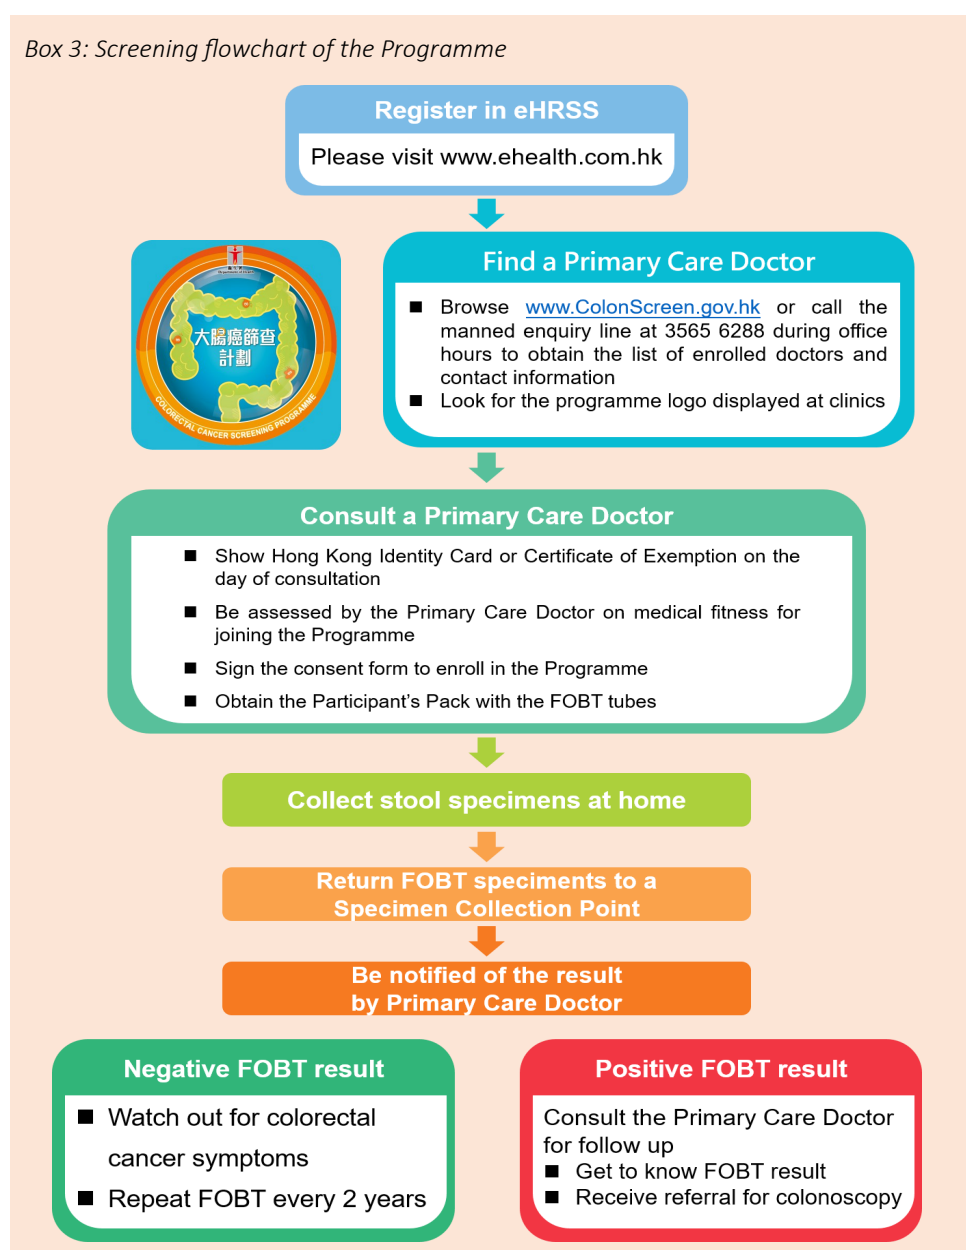 Box 3: Screening flowchart of the Programme
Register in eHRSS
Please visit www.ehealth.com.hk
大腸癌篩查
計劃
COLORECTAL CANCER SCREENING PROGRAMME
Find a Primary Care Doctor
■ Browse www.ColonScreen.gov.hk or call the
manned enquiry line at 3565 6288 during office
hours to obtain the list of enrolled doctors and
contact information
■ Look for the programme logo displayed at clinics
Consult a Primary Care Doctor
■ Show Hong Kong Identity Card or Certificate of Exemption on the
day of consultation
■ Be assessed by the Primary Care Doctor on medical fitness for
joining the Programme
■ Sign the consent form to enroll in the Programme
■ Obtain the Participant’s Pack with the FOBT tubes
Collect stool specimens at home
Return FOBT speciments to a
Specimen Collection Point
Be notified of the result
by Primary Care Doctor
Negative FOBT result
■ Watch out for colorectal
cancer symptoms
■ Repeat FOBT every 2 years
Positive FOBT result
Consult the Primary Care Doctor
for follow up
■ Get to know FOBT result
■ Receive referral for colonoscopy